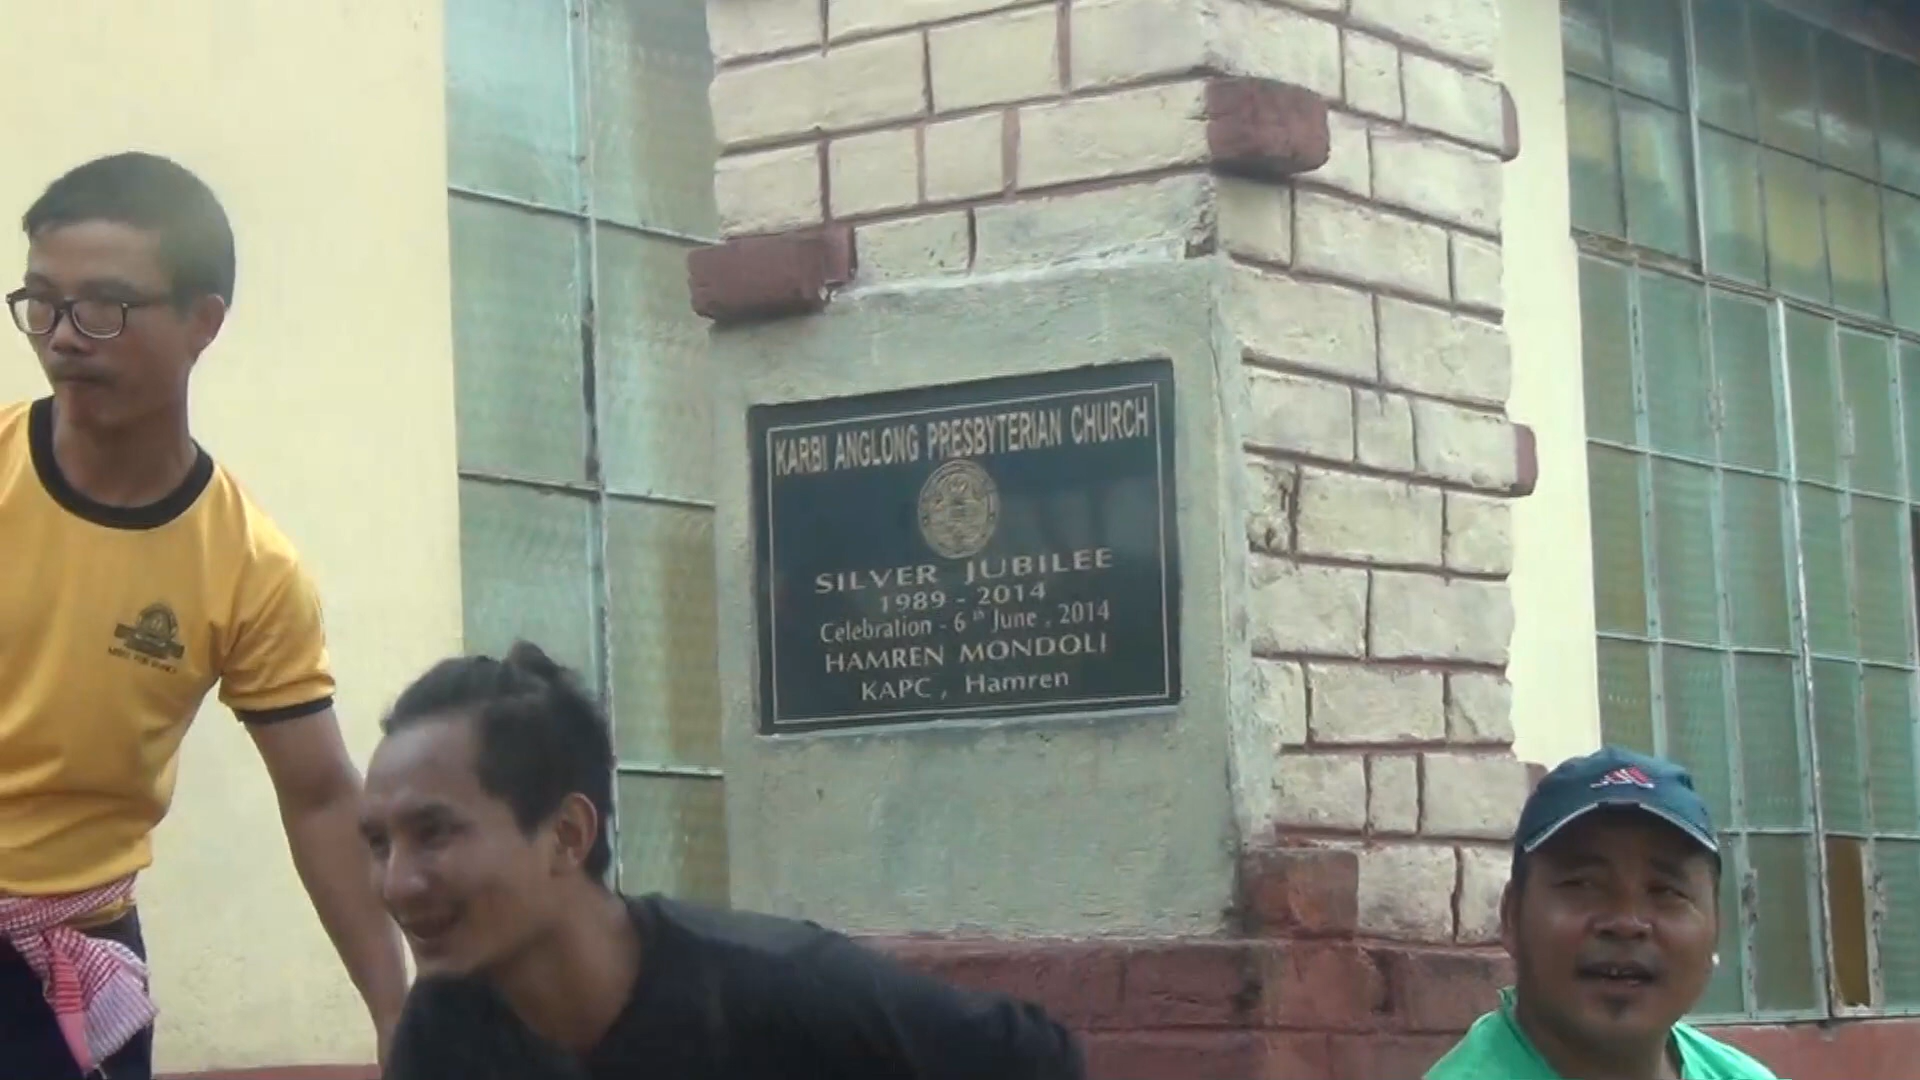 KARBI ANGLONG PRESBYTERIAN CHURCH
SILVER JUBILEE
1989 - 2014
Celebration - 6th June, 2014
HAMREN MONDOLI
KAPC, Hamren